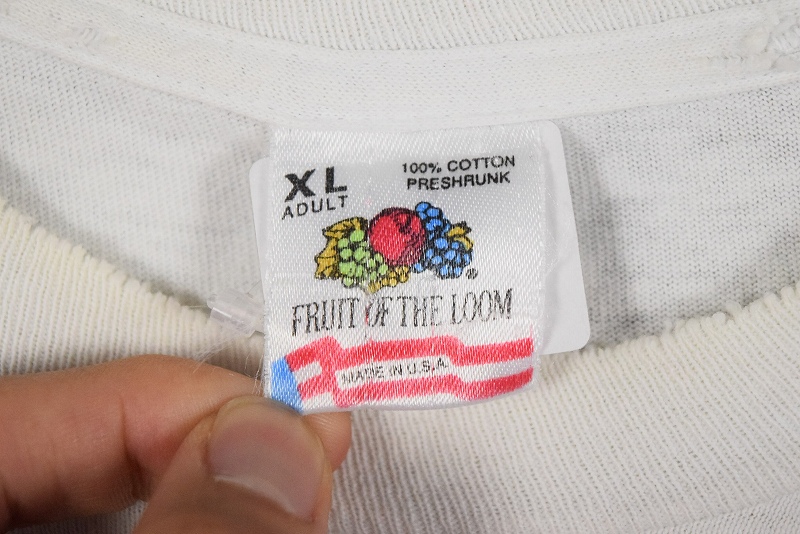 XL
ADULT
100% COTTON
PRESHRUNK
®
FRUIT OF THE LOOM
MADE IN U.S.A.